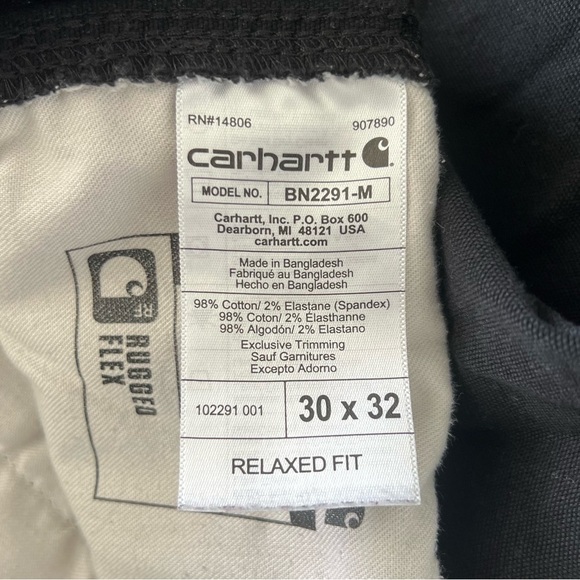 RN#14806 907890
carhartt
MODEL NO. BN2291-M
Carhartt, Inc. P.O. Box 600
Dearborn, MI 48121 USA
carhartt.com
Made in Bangladesh
Fabriqué au Bangladesh
Hecho en Bangladesh
98% Cotton/ 2% Elastane (Spandex)
98% Coton/ 2% Élasthanne
98% Algodón/ 2% Elastano
Exclusive Trimming
Sauf Garnitures
Excepto Adorno
102291 001 30 x 32
RELAXED FIT
RF
RUGGED
FLEX